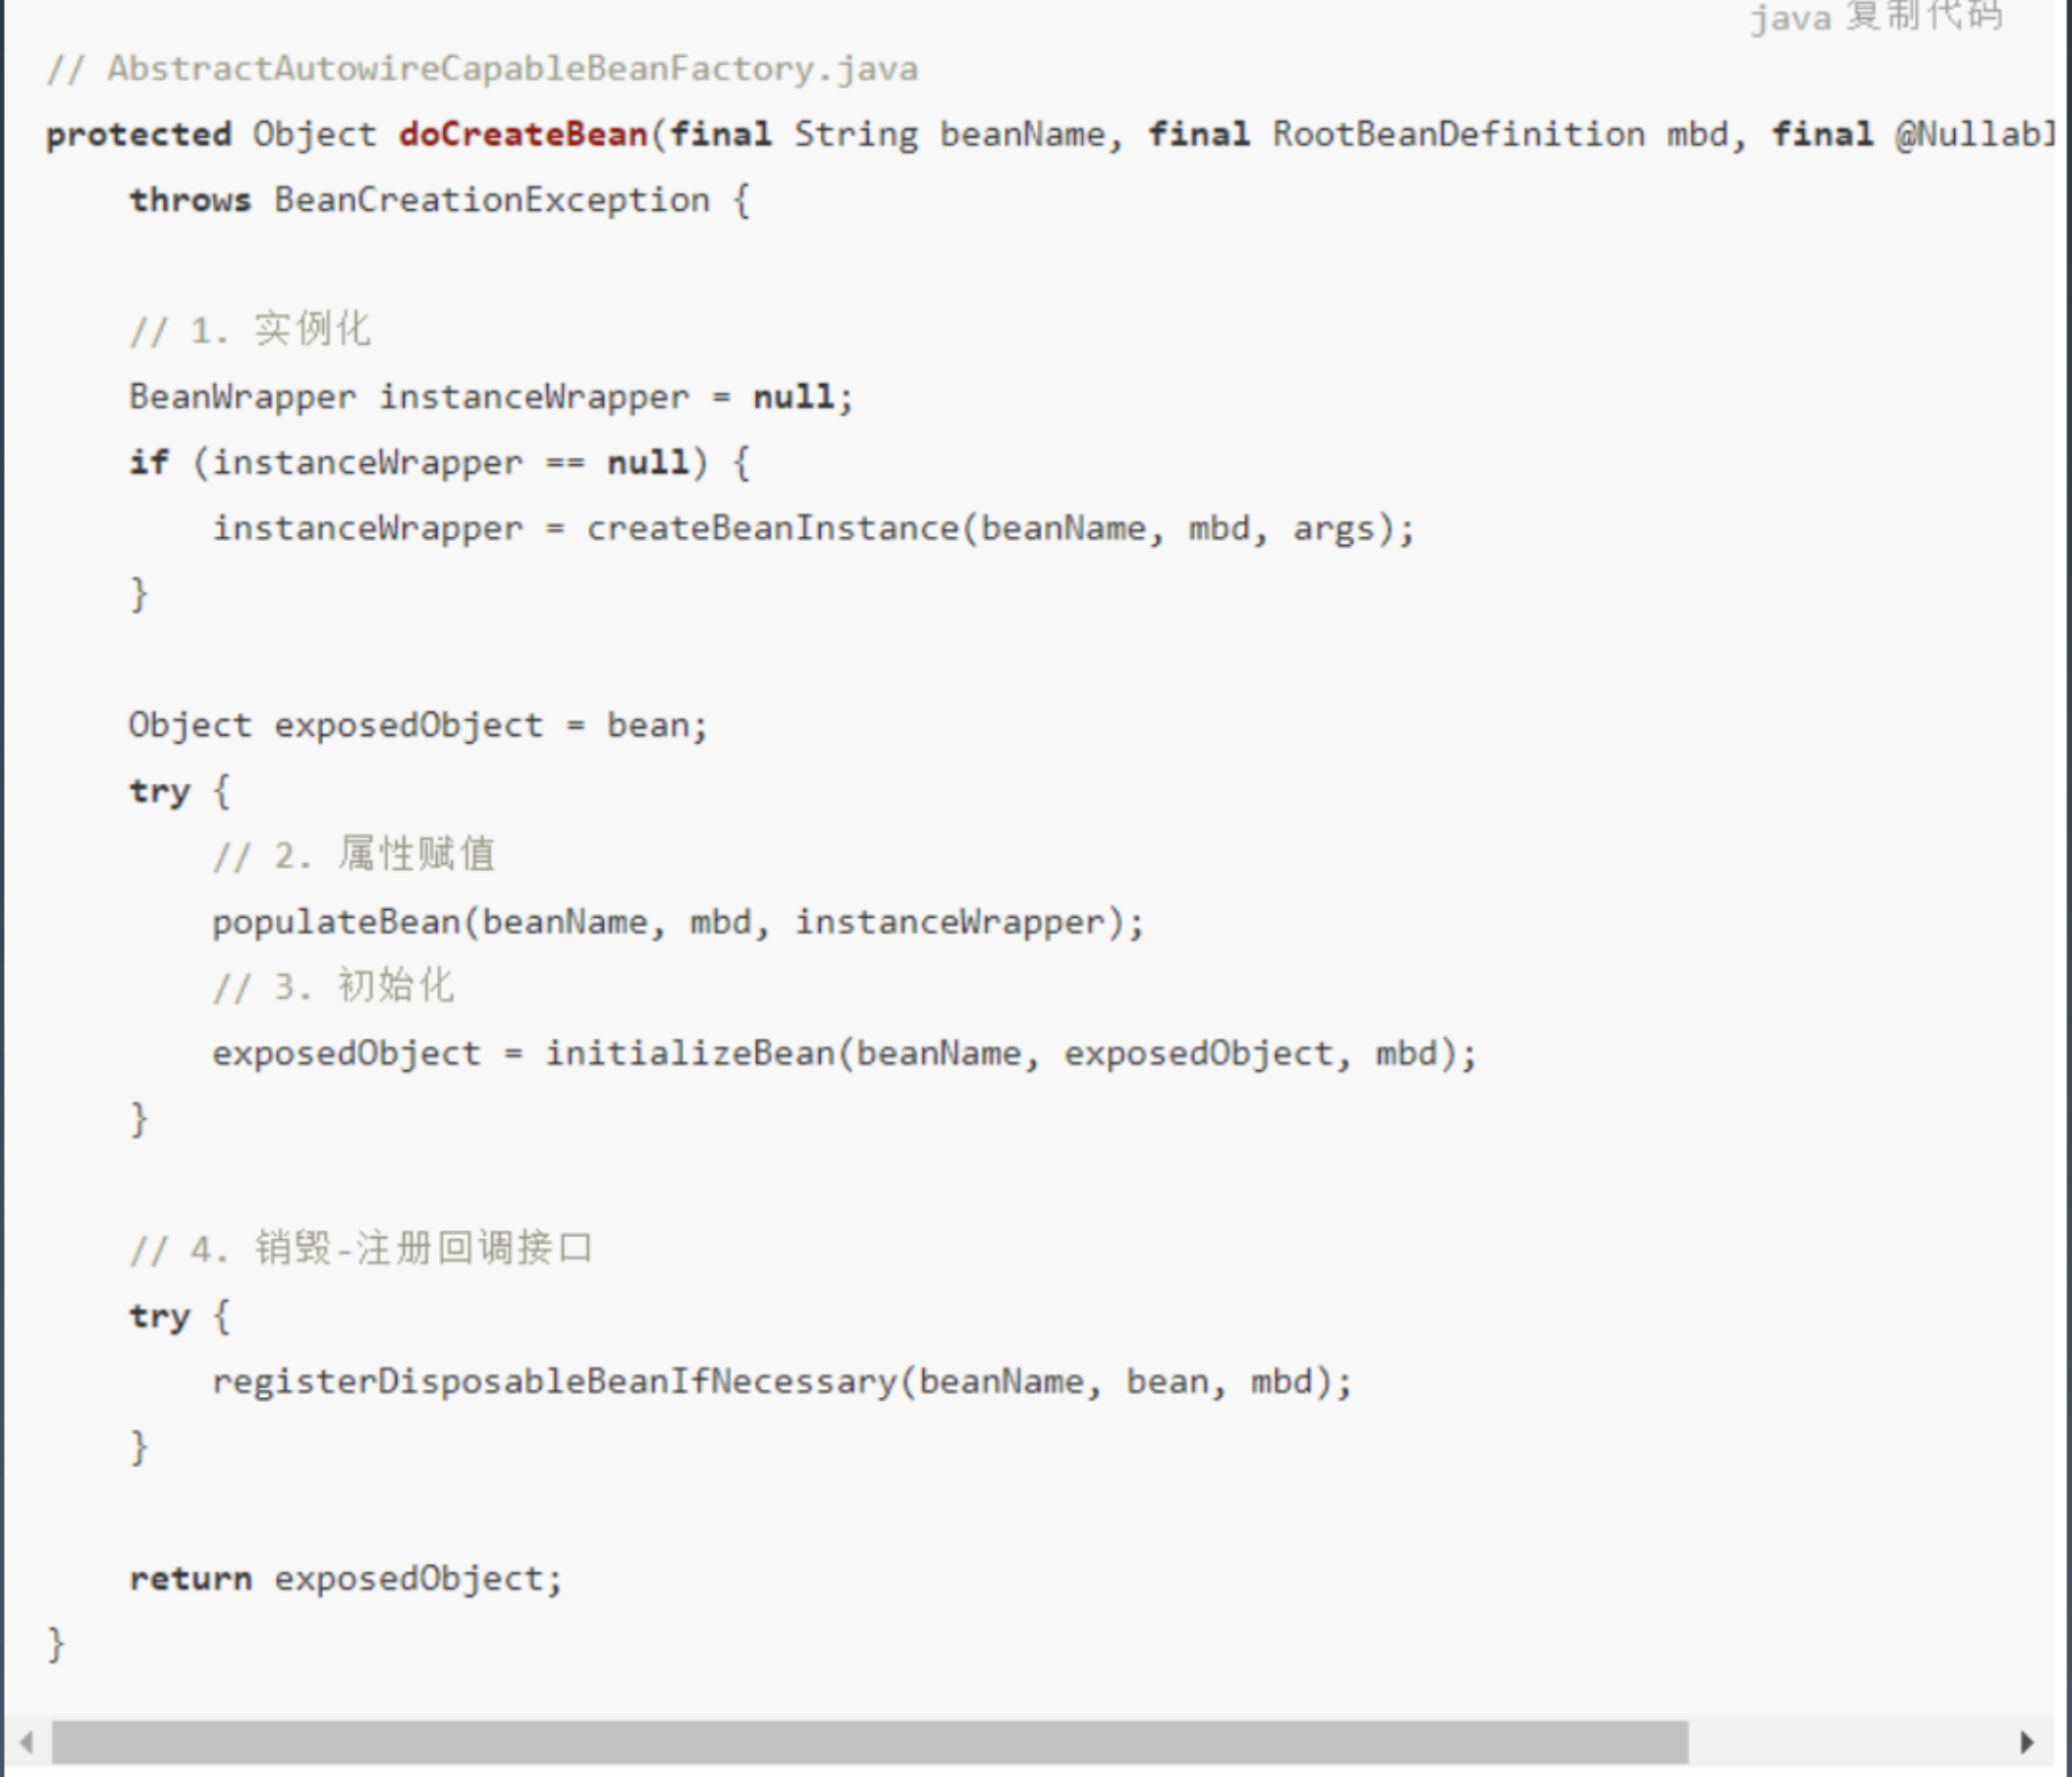 java 复制代码
// AbstractAutowireCapableBeanFactory.java
protected Object doCreateBean(final String beanName, final RootBeanDefinition mbd, final @Nullabl
    throws BeanCreationException {

    // 1. 实例化
    BeanWrapper instanceWrapper = null;
    if (instanceWrapper == null) {
        instanceWrapper = createBeanInstance(beanName, mbd, args);
    }

    Object exposedObject = bean;
    try {
        // 2. 属性赋值
        populateBean(beanName, mbd, instanceWrapper);
        // 3. 初始化
        exposedObject = initializeBean(beanName, exposedObject, mbd);
    }

    // 4. 销毁-注册回调接口
    try {
        registerDisposableBeanIfNecessary(beanName, bean, mbd);
    }

    return exposedObject;
}